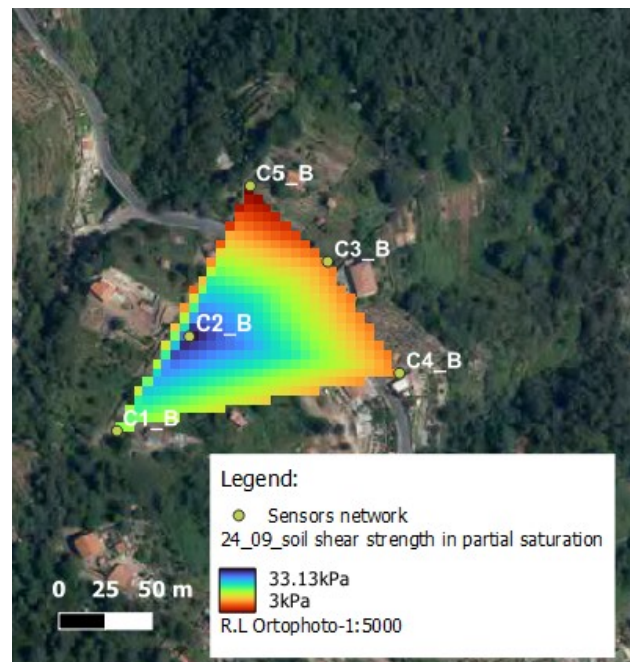 C5_B
C3_B
C2_B
C4_B
C1_B
Legend:
Sensors network
24_09_soil shear strength in partial saturation
33.13kPa
3kPa
R.L Ortophoto-1:5000
0 25 50 m